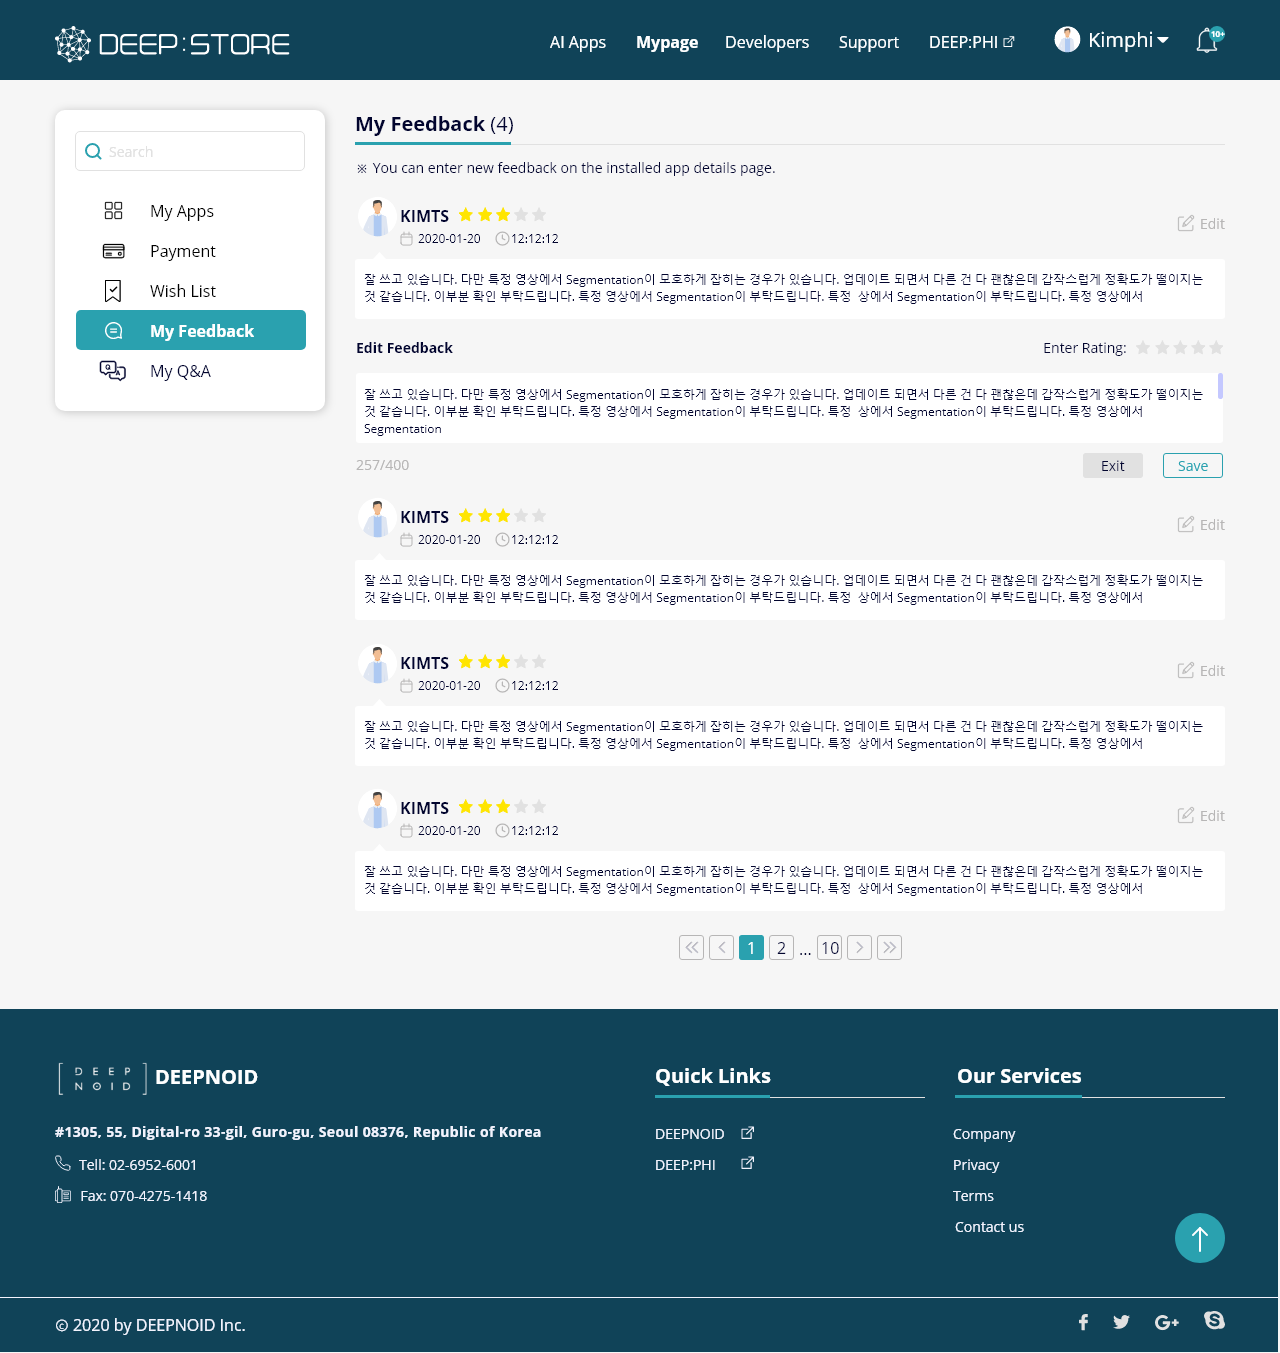 DEEP:STORE
AI Apps
Mypage
Developers
Support
DEEP:PHI
Kimphi
10+
Search
My Apps
Payment
Wish List
My Feedback
My Q&A
My Feedback (4)
※ You can enter new feedback on the installed app details page.
KIMTS
Edit
2020-01-20 12:12:12
잘 쓰고 있습니다. 다만 특정 영상에서 Segmentation이 모호하게 잡히는 경우가 있습니다. 업데이트 되면서 다른 건 다 괜찮은데 갑작스럽게 정확도가 떨이지는
것 같습니다. 이부분 확인 부탁드립니다. 특정 영상에서 Segmentation이 부탁드립니다. 특정  상에서 Segmentation이 부탁드립니다. 특정 영상에서
Edit Feedback
Enter Rating:
잘 쓰고 있습니다. 다만 특정 영상에서 Segmentation이 모호하게 잡히는 경우가 있습니다. 업데이트 되면서 다른 건 다 괜찮은데 갑작스럽게 정확도가 떨이지는
것 같습니다. 이부분 확인 부탁드립니다. 특정 영상에서 Segmentation이 부탁드립니다. 특정  상에서 Segmentation이 부탁드립니다. 특정 영상에서
Segmentation
257/400
Exit
Save
KIMTS
Edit
2020-01-20 12:12:12
잘 쓰고 있습니다. 다만 특정 영상에서 Segmentation이 모호하게 잡히는 경우가 있습니다. 업데이트 되면서 다른 건 다 괜찮은데 갑작스럽게 정확도가 떨이지는
것 같습니다. 이부분 확인 부탁드립니다. 특정 영상에서 Segmentation이 부탁드립니다. 특정  상에서 Segmentation이 부탁드립니다. 특정 영상에서
KIMTS
Edit
2020-01-20 12:12:12
잘 쓰고 있습니다. 다만 특정 영상에서 Segmentation이 모호하게 잡히는 경우가 있습니다. 업데이트 되면서 다른 건 다 괜찮은데 갑작스럽게 정확도가 떨이지는
것 같습니다. 이부분 확인 부탁드립니다. 특정 영상에서 Segmentation이 부탁드립니다. 특정  상에서 Segmentation이 부탁드립니다. 특정 영상에서
KIMTS
Edit
2020-01-20 12:12:12
잘 쓰고 있습니다. 다만 특정 영상에서 Segmentation이 모호하게 잡히는 경우가 있습니다. 업데이트 되면서 다른 건 다 괜찮은데 갑작스럽게 정확도가 떨이지는
것 같습니다. 이부분 확인 부탁드립니다. 특정 영상에서 Segmentation이 부탁드립니다. 특정  상에서 Segmentation이 부탁드립니다. 특정 영상에서
1 2 ... 10
DEEP
NOID
DEEPNOID
#1305, 55, Digital-ro 33-gil, Guro-gu, Seoul 08376, Republic of Korea
Tell: 02-6952-6001
Fax: 070-4275-1418
Quick Links
DEEPNOID
DEEP:PHI
Our Services
Company
Privacy
Terms
Contact us
© 2020 by DEEPNOID Inc.